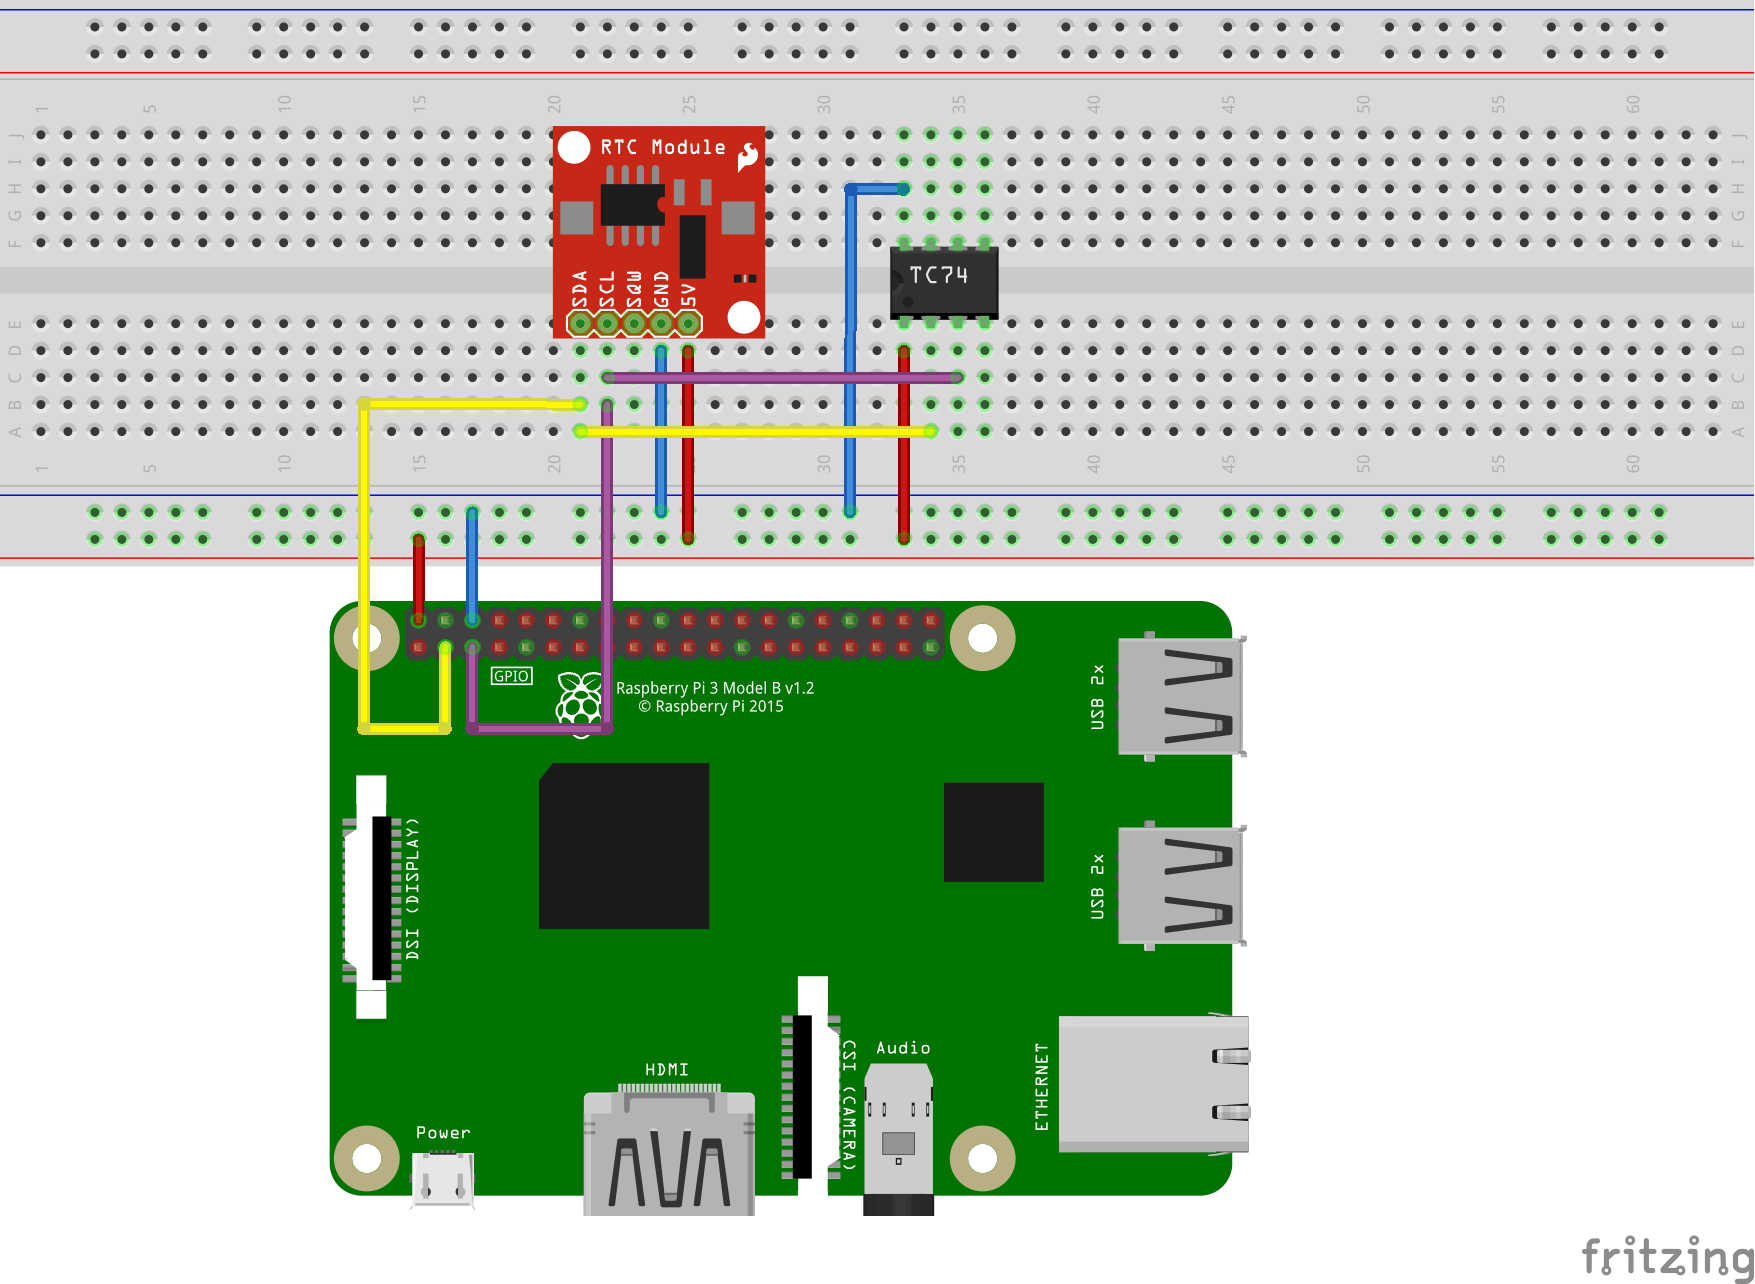 1 5 10 15 20 25 30 35 40 45 50 55 60
J J
I I
H H
G G
F F
RTC Module
SDA
SCL
SQW
GND
5V
TC74
E E
D D
C C
B B
A A
1 5 10 15 20 30 35 40 45 50 55 60
GPIO
Raspberry Pi 3 Model B v1.2
© Raspberry Pi 2015
USB 2x
USB 2x
DSI (DISPLAY)
HDMI
CSI (CAMERA)
Audio
ETHERNET
Power
fritzing